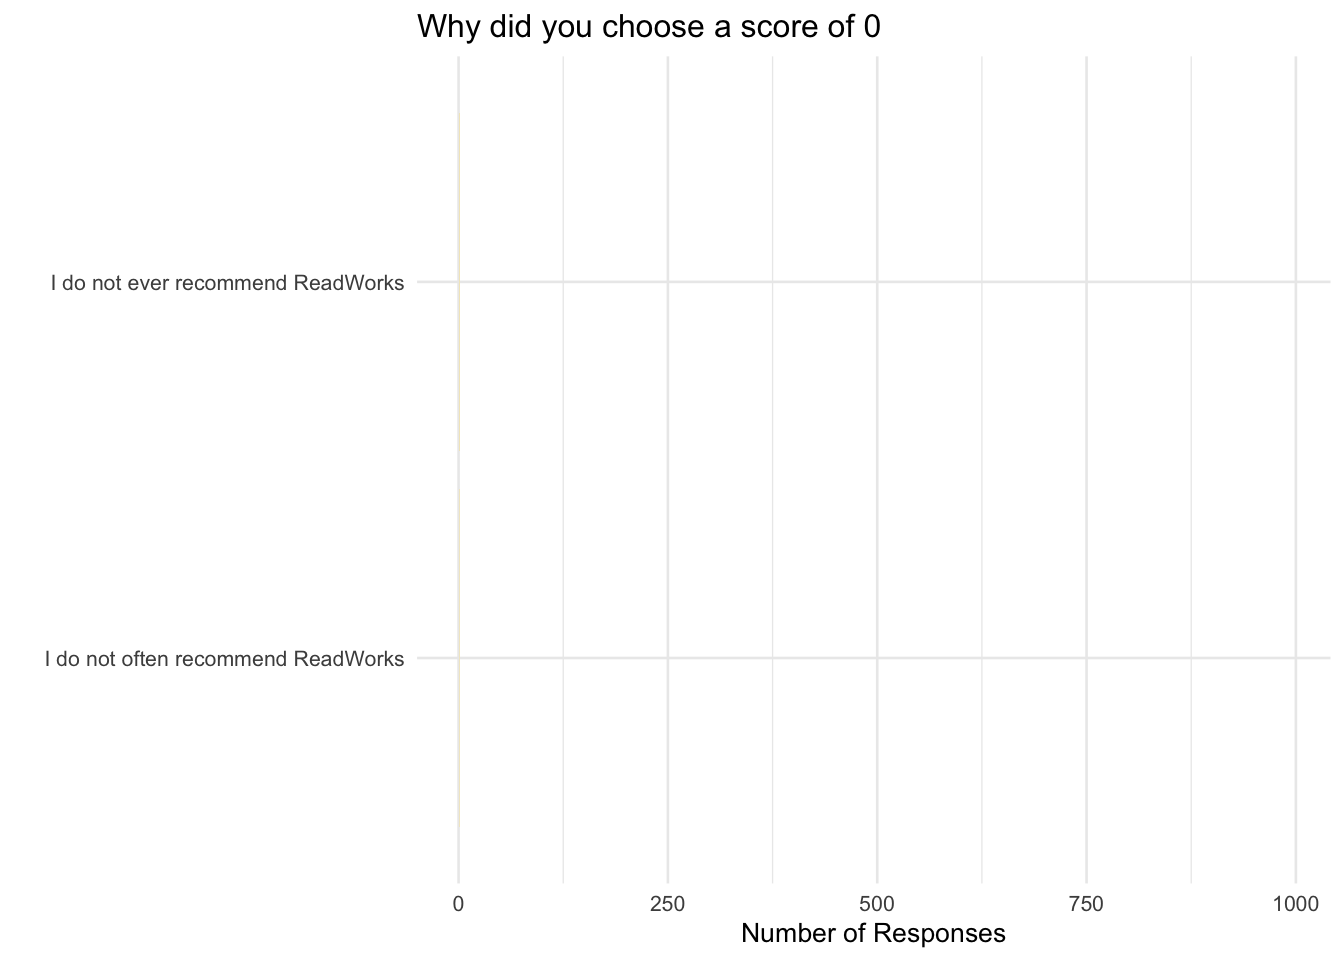 Why did you choose a score of 0
I do not ever recommend ReadWorks
I do not often recommend ReadWorks
0 250 500 750 1000
Number of Responses